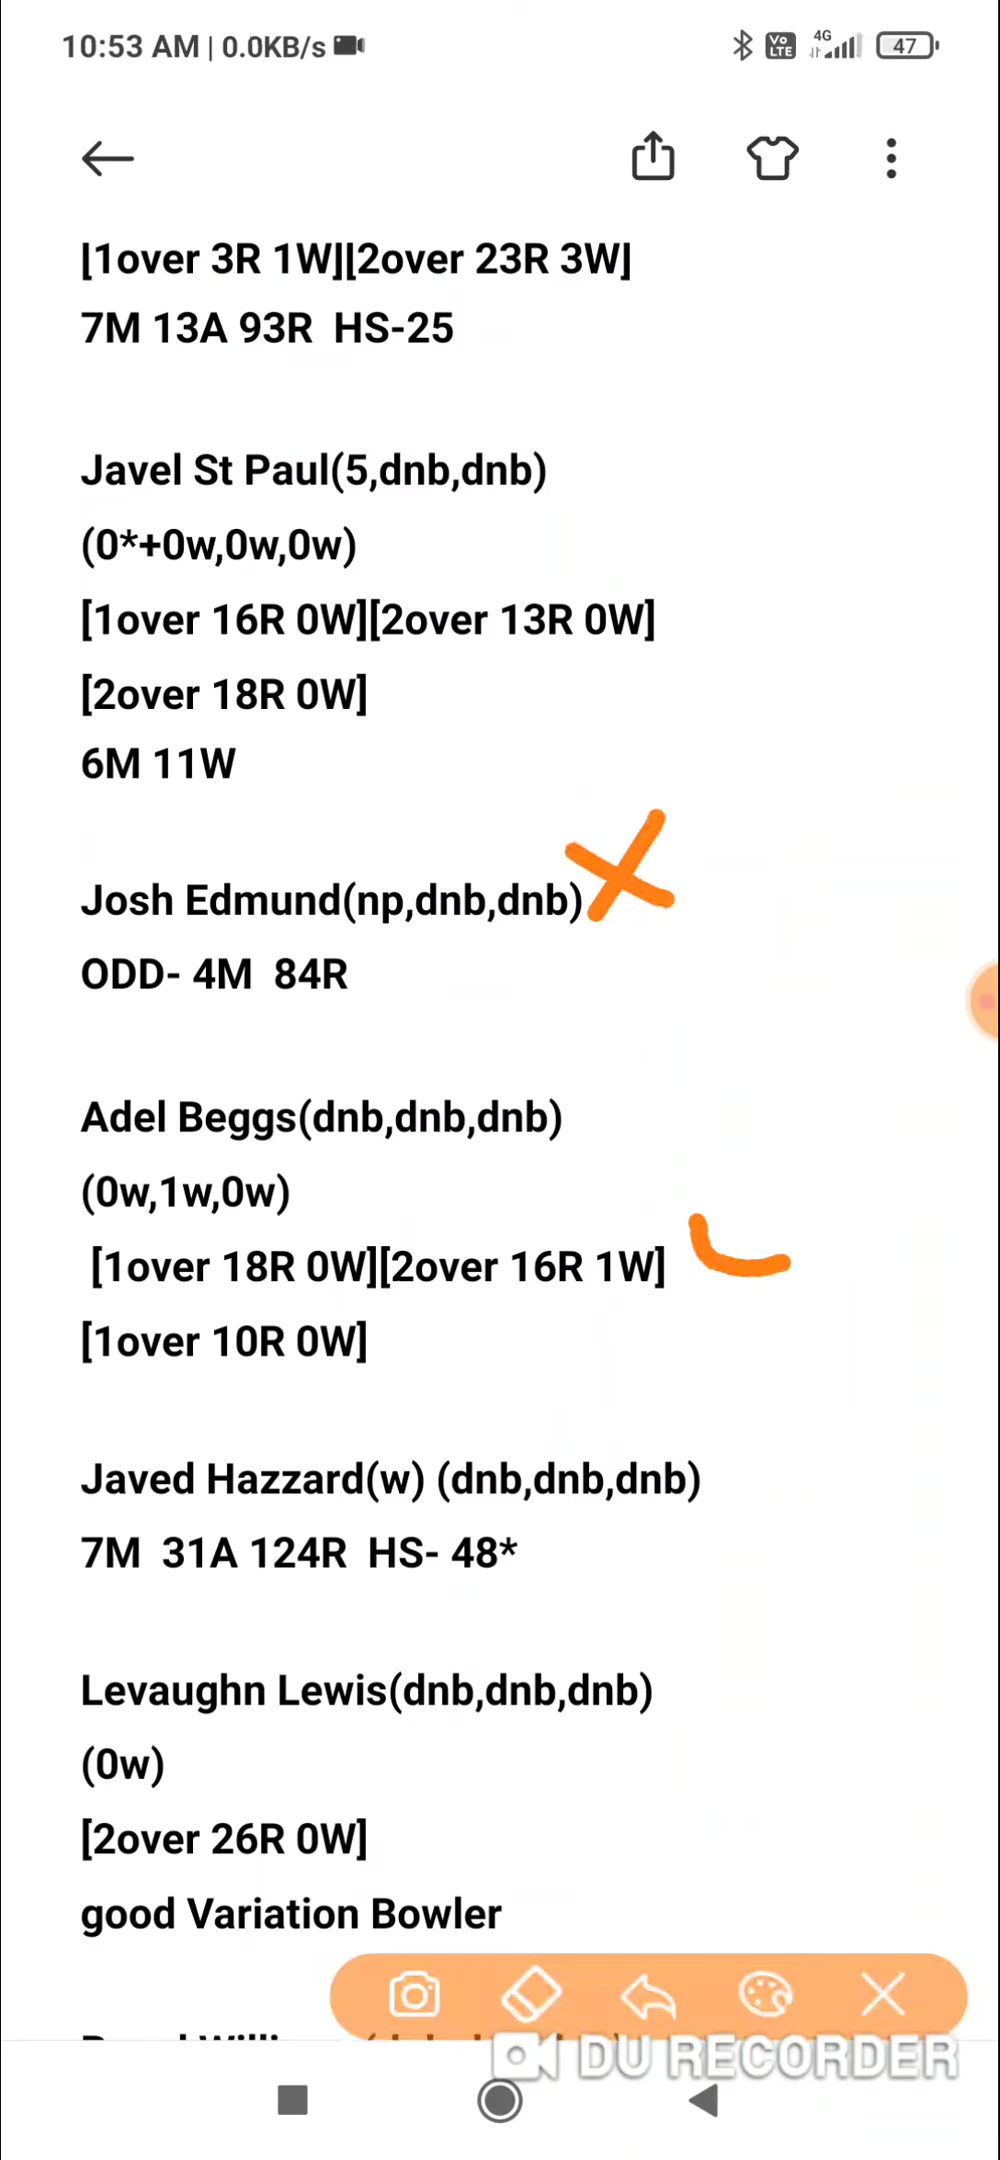 10:53 AM | 0.0KB/s
Vo LTE 4G 47
[1over 3R 1W][2over 23R 3W]
7M 13A 93R HS-25
Javel St Paul(5,dnb,dnb)
(0*+0w,0w,0w)
[1over 16R 0W][2over 13R 0W]
[2over 18R 0W]
6M 11W
Josh Edmund(np,dnb,dnb)
ODD- 4M 84R
Adel Beggs(dnb,dnb,dnb)
(0w,1w,0w)
[1over 18R 0W][2over 16R 1W]
[1over 10R 0W]
Javed Hazzard(w) (dnb,dnb,dnb)
7M 31A 124R HS- 48*
Levaughn Lewis(dnb,dnb,dnb)
(0w)
[2over 26R 0W]
good Variation Bowler
DU RECORDER